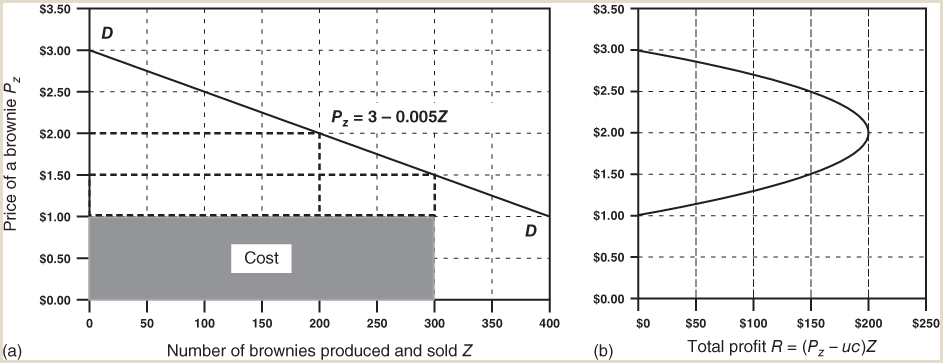 $3.50
$3.00
$2.50
$2.00
$1.50
$1.00
$0.50
$0.00
Price of a brownie Pz
D
Pz = 3 – 0.005Z
D
Cost
0 50 100 150 200 250 300 350 400
(a) Number of brownies produced and sold Z
$3.50
$3.00
$2.50
$2.00
$1.50
$1.00
$0.50
$0.00
$0 $50 $100 $150 $200 $250
(b) Total profit R = (Pz – uc)Z